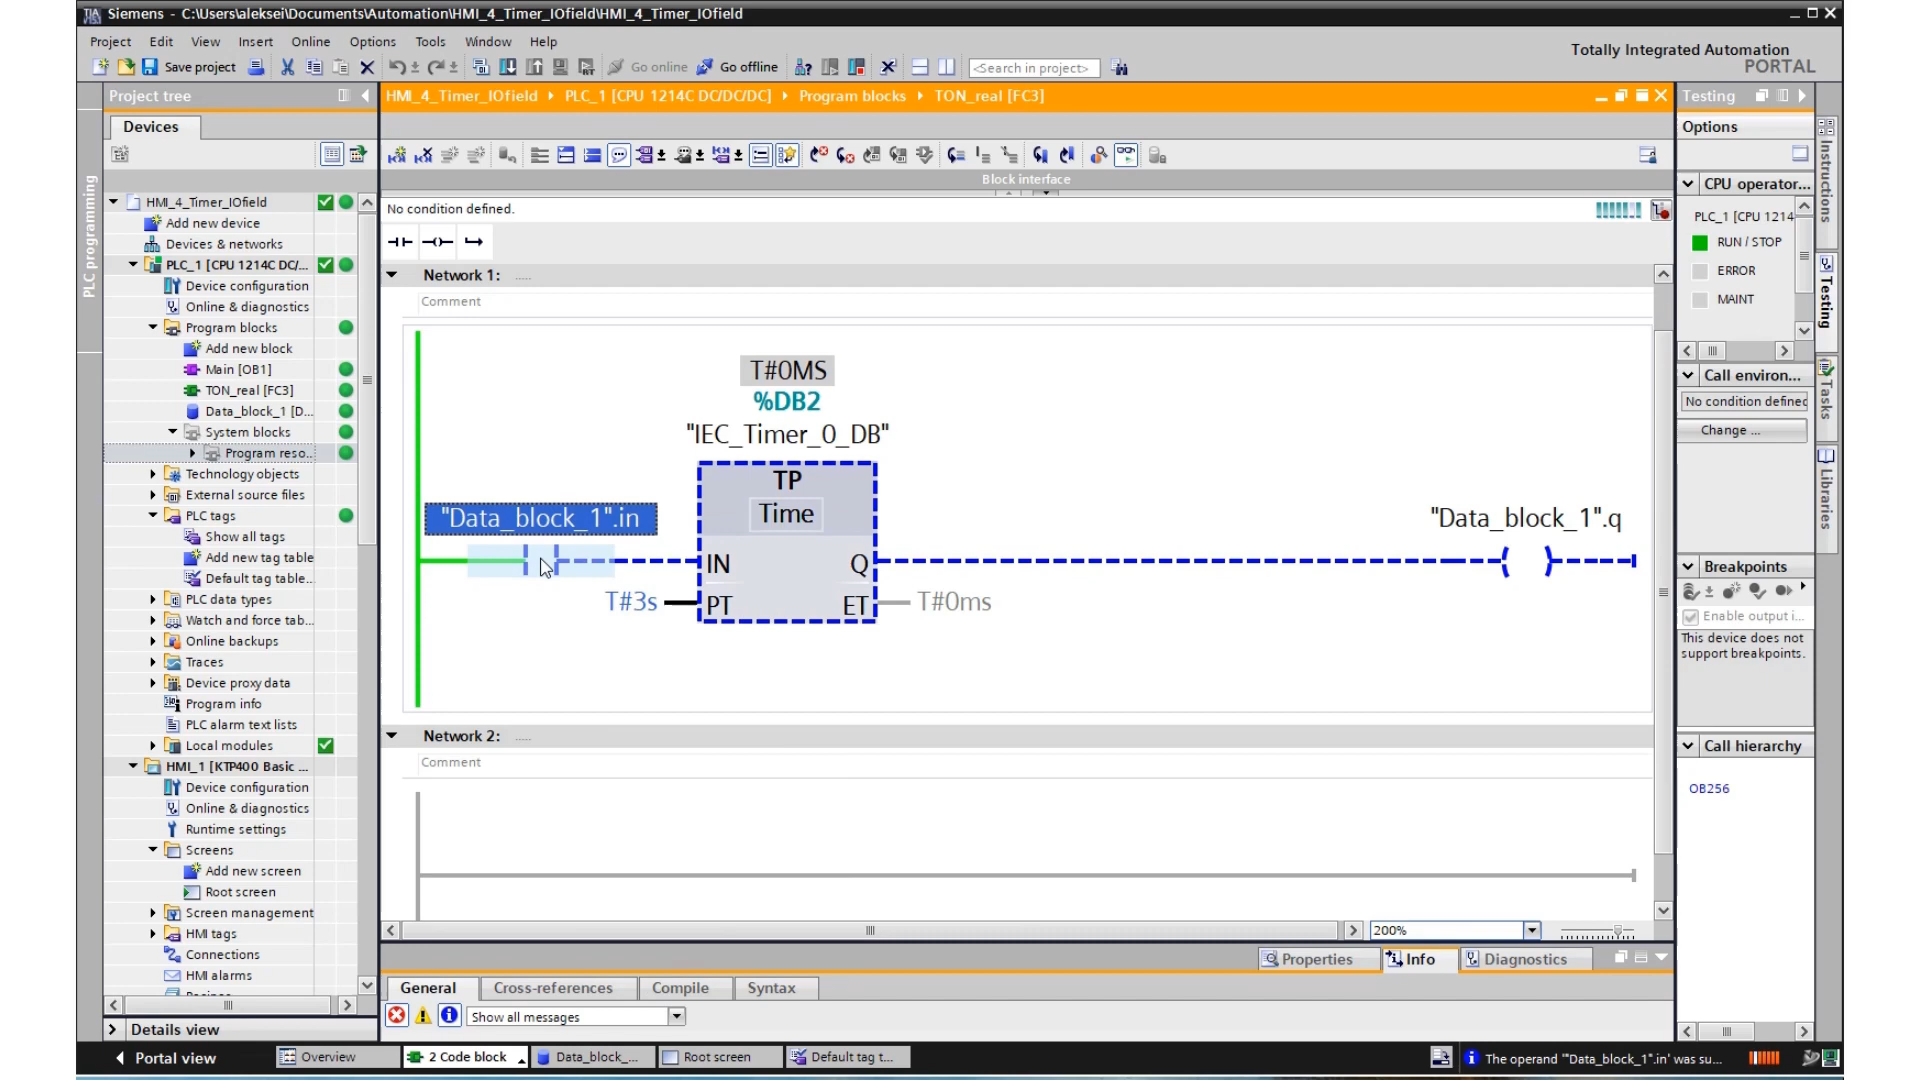 Siemens - C:\Users\aleksei\Documents\Automation\HMI_4_Timer_IOfield\HMI_4_Timer_IOfield
Project Edit View Insert Online Options Tools Window Help
Totally Integrated Automation
PORTAL
Save project Go online Go offline <Search in project>
Project tree
HMI_4_Timer_IOfield PLC_1 [CPU 1214C DC/DC/DC] Program blocks TON_real [FC3]
Testing
Devices
Options
PLC programming
Block interface
No condition defined.
HMI_4_Timer_IOfield
Add new device
Devices & networks
PLC_1 [CPU 1214C DC/...
Device configuration
Online & diagnostics
Program blocks
Add new block
Main [OB1]
TON_real [FC3]
Data_block_1 [D...
System blocks
Program reso...
Technology objects
External source files
PLC tags
Show all tags
Add new tag table
Default tag table...
PLC data types
Watch and force tab...
Online backups
Traces
Device proxy data
Program info
PLC alarm text lists
Local modules
HMI_1 [KTP400 Basic ...
Device configuration
Online & diagnostics
Runtime settings
Screens
Add new screen
Root screen
Screen management
HMI tags
Connections
HMI alarms
Details view
Network 1: .....
Comment
T#0MS
%DB2
"IEC_Timer_0_DB"
TP
Time
"Data_block_1".in
"Data_block_1".q
IN Q
T#3s PT ET T#0ms
Network 2: .....
Comment
200%
Properties Info Diagnostics
General Cross-references Compile Syntax
Show all messages
CPU operator...
PLC_1 [CPU 1214
RUN / STOP
ERROR
MAINT
Call environ...
No condition defined
Change ...
Breakpoints
Enable output i...
This device does not
support breakpoints.
Call hierarchy
OB256
Instructions
Testing
Tasks
Libraries
Portal view Overview 2 Code block Data_block_... Root screen Default tag t... The operand '"Data_block_1".in' was su...